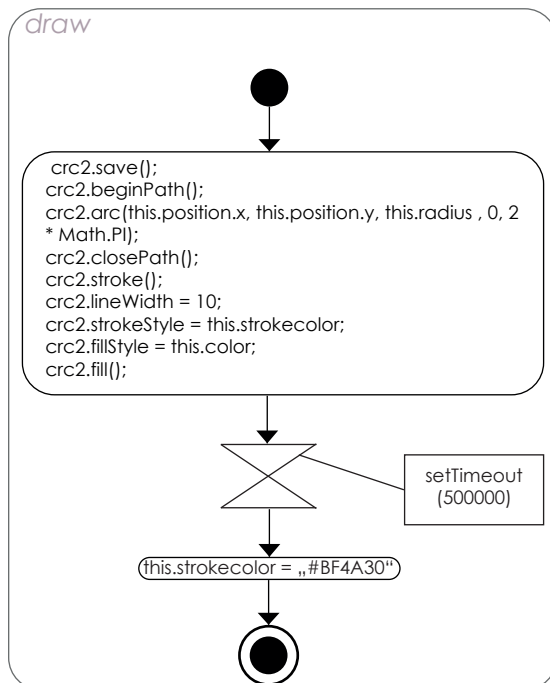 draw
crc2.save();
crc2.beginPath();
crc2.arc(this.position.x, this.position.y, this.radius , 0, 2
* Math.PI);
crc2.closePath();
crc2.stroke();
crc2.lineWidth = 10;
crc2.strokeStyle = this.strokecolor;
crc2.fillStyle = this.color;
crc2.fill();
setTimeout
(500000)
this.strokecolor = „#BF4A30“